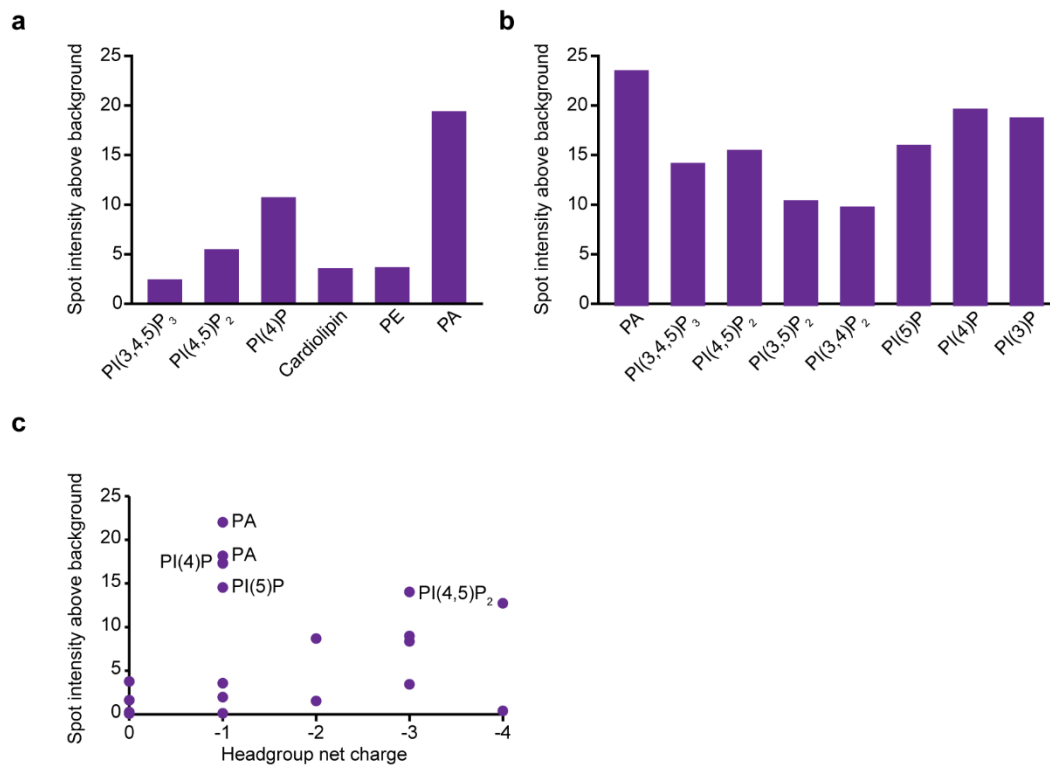 a
Spot intensity above background
25
20
15
10
5
0
PI(3,4,5)P₃
PI(4,5)P₂
PI(4)P
Cardiolipin
PE
PA
b
Spot intensity above background
25
20
15
10
5
0
PA
PI(3,4,5)P₃
PI(4,5)P₂
PI(3,5)P₂
PI(3,4)P₂
PI(5)P
PI(4)P
PI(3)P
c
Spot intensity above background
25
20
15
10
5
0
PA
PA
PI(4)P
PI(5)P
PI(4,5)P₂
0 -1 -2 -3 -4
Headgroup net charge